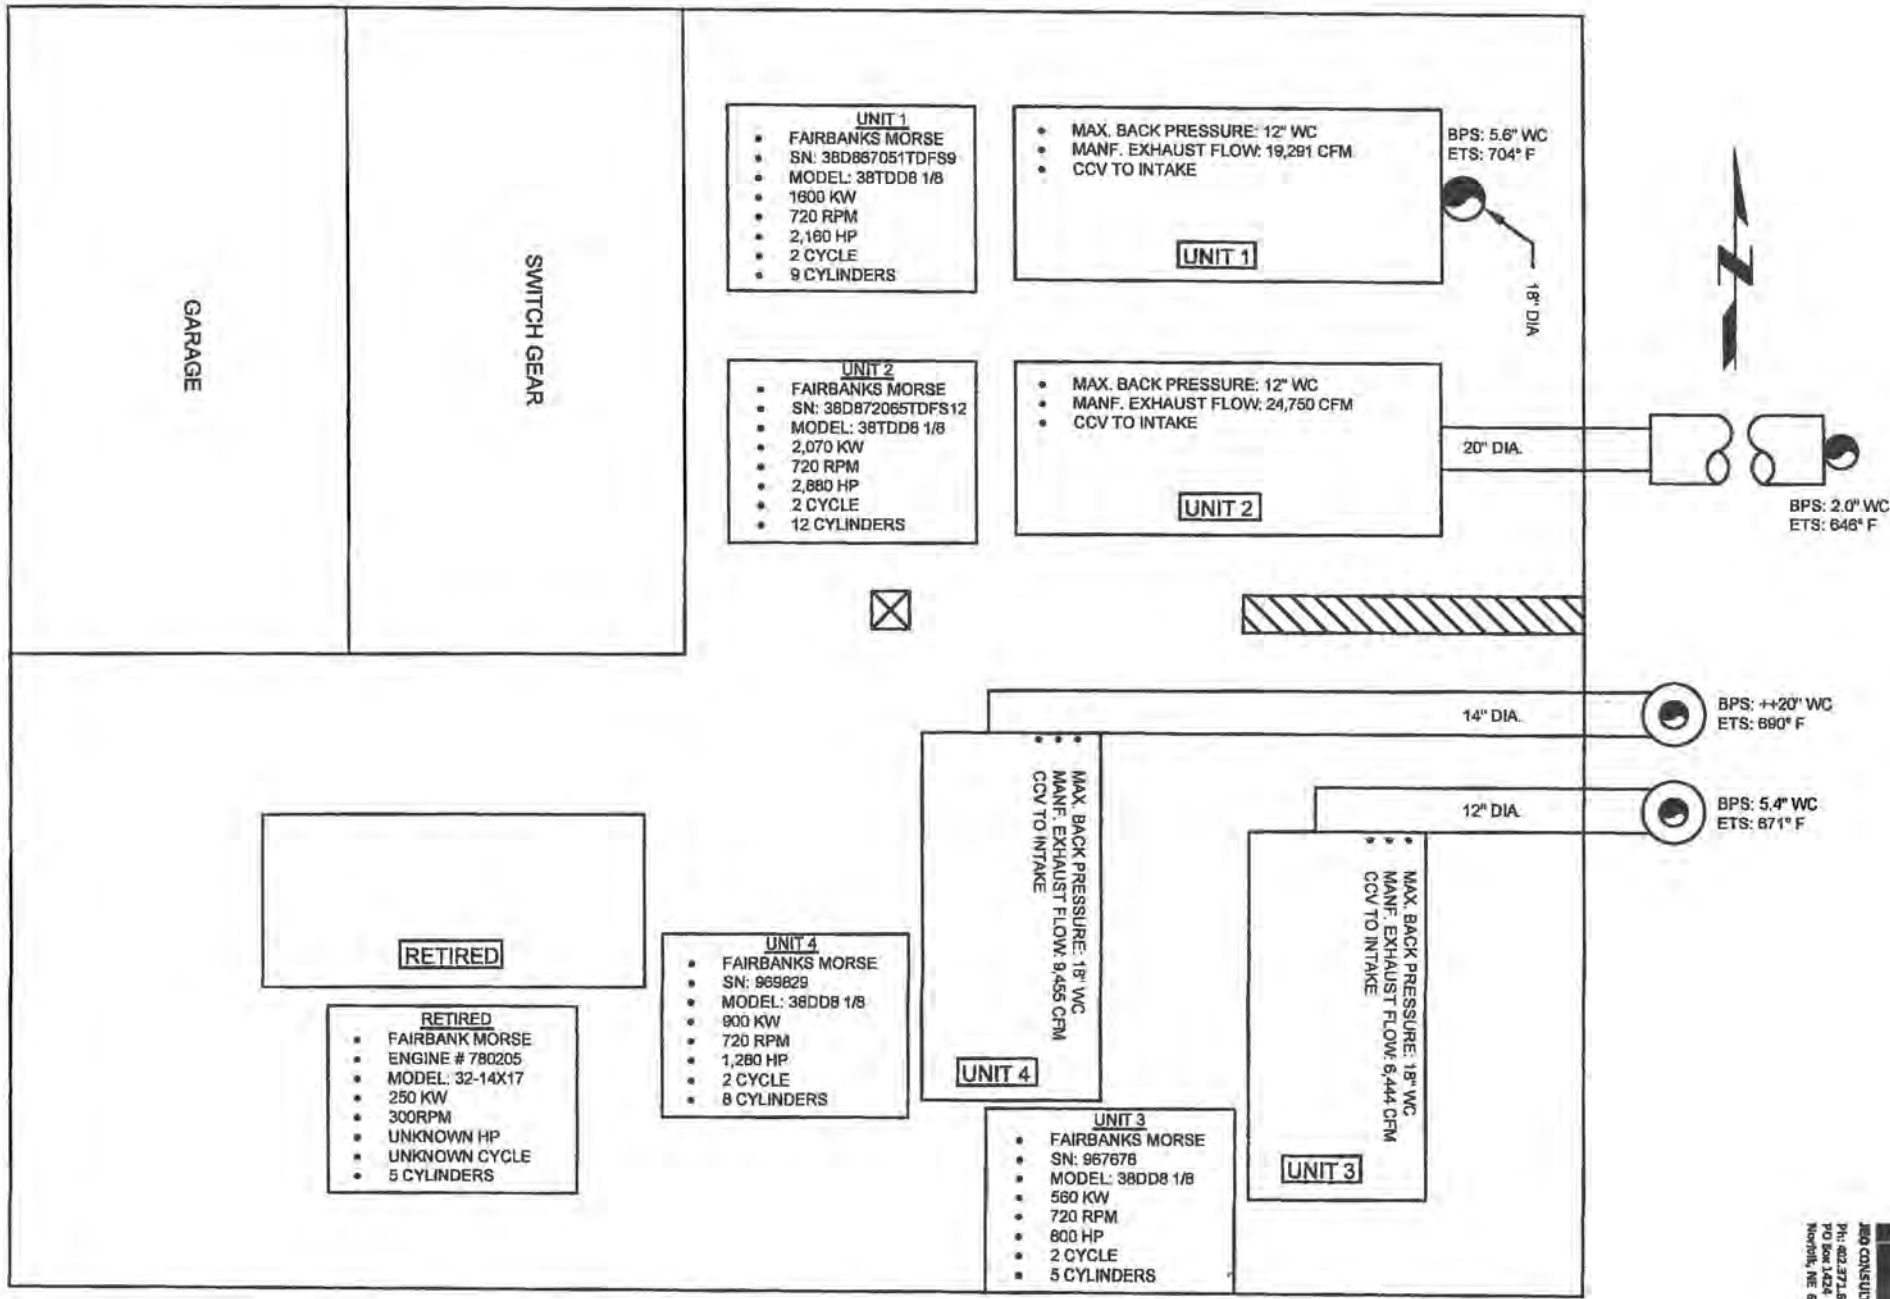 GARAGE
SWITCH GEAR
UNIT 1
• FAIRBANKS MORSE
• SN: 38D867051TDFS9
• MODEL: 38TDD8 1/8
• 1600 KW
• 720 RPM
• 2,160 HP
• 2 CYCLE
• 9 CYLINDERS
• MAX. BACK PRESSURE: 12" WC
• MANF. EXHAUST FLOW: 19,291 CFM
• CCV TO INTAKE
UNIT 1
BPS: 5.6" WC
ETS: 704° F
18" DIA
N
UNIT 2
• FAIRBANKS MORSE
• SN: 38D872065TDFS12
• MODEL: 38TDD8 1/8
• 2,070 KW
• 720 RPM
• 2,880 HP
• 2 CYCLE
• 12 CYLINDERS
• MAX. BACK PRESSURE: 12" WC
• MANF. EXHAUST FLOW: 24,750 CFM
• CCV TO INTAKE
UNIT 2
20" DIA.
BPS: 2.0" WC
ETS: 646° F
14" DIA.
BPS: ++20" WC
ETS: 690° F
12" DIA.
BPS: 5.4" WC
ETS: 671° F
• MAX. BACK PRESSURE: 18" WC
• MANF. EXHAUST FLOW: 9,455 CFM
• CCV TO INTAKE
UNIT 4
• MAX. BACK PRESSURE: 18" WC
• MANF. EXHAUST FLOW: 6,444 CFM
• CCV TO INTAKE
UNIT 3
RETIRED
RETIRED
• FAIRBANK MORSE
• ENGINE # 780205
• MODEL: 32-14X17
• 250 KW
• 300RPM
• UNKNOWN HP
• UNKNOWN CYCLE
• 5 CYLINDERS
UNIT 4
• FAIRBANKS MORSE
• SN: 969829
• MODEL: 38DD8 1/8
• 900 KW
• 720 RPM
• 1,280 HP
• 2 CYCLE
• 8 CYLINDERS
UNIT 3
• FAIRBANKS MORSE
• SN: 967676
• MODEL: 38DD8 1/8
• 560 KW
• 720 RPM
• 800 HP
• 2 CYCLE
• 5 CYLINDERS
Ph: 402.371.
PO Box 1424
Norfolk, NE